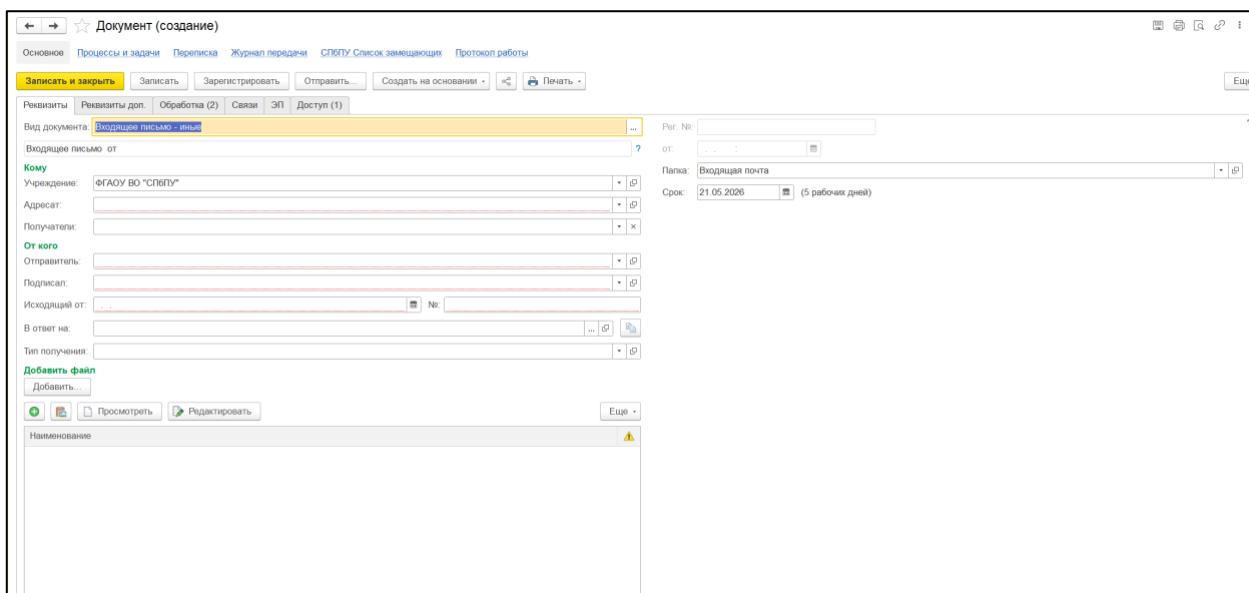 Документ (создание)
Основное Процессы и задачи Переписка Журнал передачи СПбПУ Список замещающих Протокол работы
Записать и закрыть Записать Зарегистрировать Отправить... Создать на основании Печать Еще
Реквизиты Реквизиты доп. Обработка (2) Связи ЭП Доступ (1)
Вид документа: Входящее письмо - иные ... Рег. №:
Входящее письмо от ? от: . . :
Кому Папка: Входящая почта
Учреждение: ФГАОУ ВО "СПбПУ" Срок: 21.05.2026 (5 рабочих дней)
Адресат:
Получатели:
От кого
Отправитель:
Подписал:
Исходящий от: . . №:
В ответ на: ...
Тип получения:
Добавить файл
Добавить...
Просмотреть Редактировать Еще
Наименование